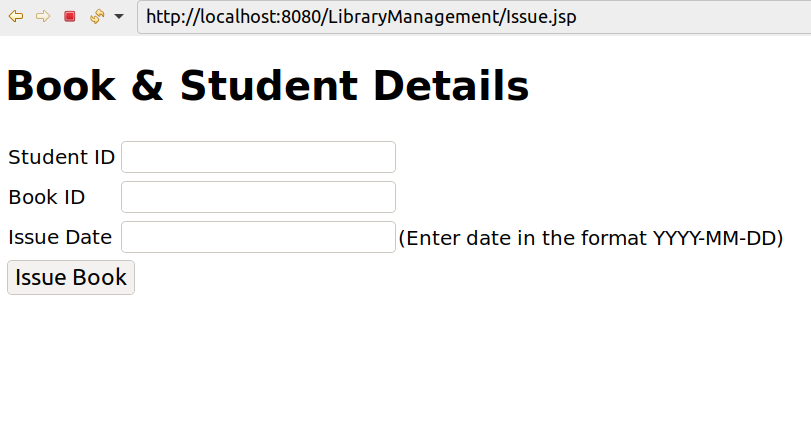 http://localhost:8080/LibraryManagement/Issue.jsp
Book & Student Details
Student ID
Book ID
Issue Date (Enter date in the format YYYY-MM-DD)
Issue Book